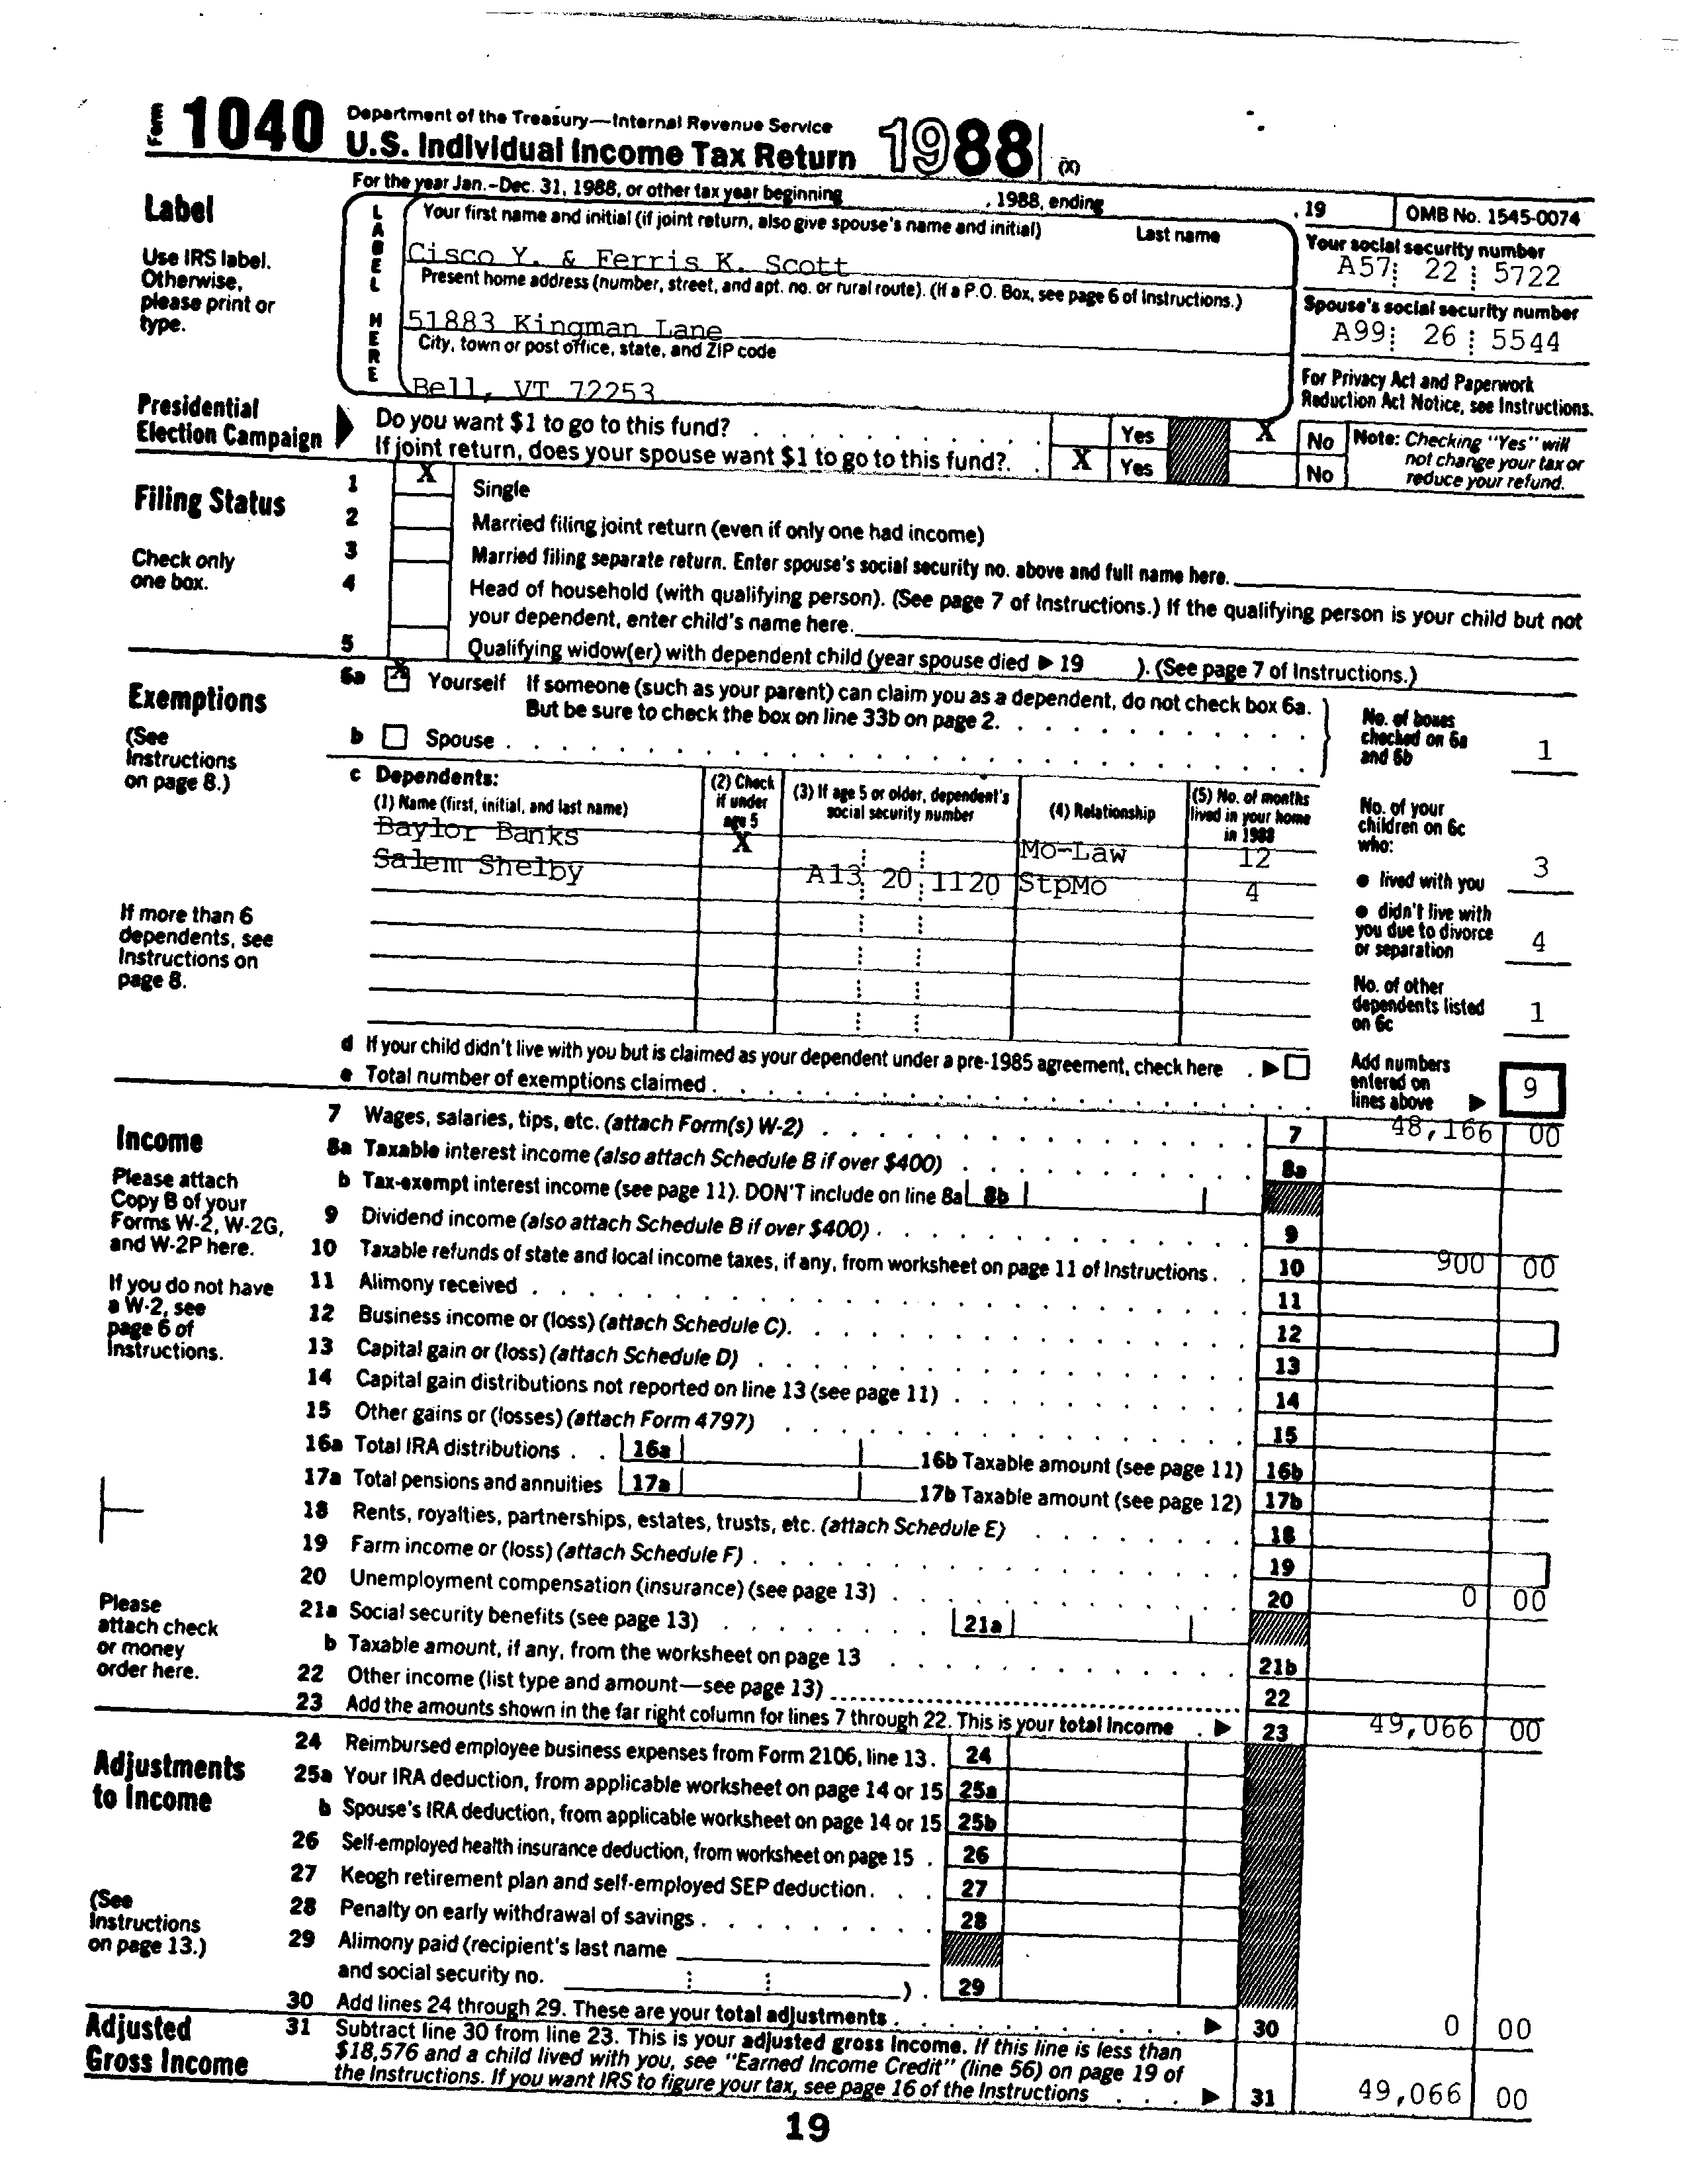 Form 1040 Department of the Treasury—Internal Revenue Service
U.S. Individual Income Tax Return 1988 (X)
For the year Jan.-Dec. 31, 1988, or other tax year beginning , 1988, ending , 19 OMB No. 1545-0074
Label
Use IRS label. Otherwise, please print or type.
LABEL HERE
Your first name and initial (if joint return, also give spouse's name and initial) Last name
Cisco Y. & Ferris K. Scott
Your social security number
A57 22 5722
Present home address (number, street, and apt. no. or rural route). (If a P.O. Box, see page 6 of Instructions.)
51883 Kingman Lane
Spouse's social security number
A99 26 5544
City, town or post office, state, and ZIP code
Bell, VT 72253
For Privacy Act and Paperwork Reduction Act Notice, see Instructions.
Presidential Election Campaign
Do you want $1 to go to this fund? Yes X No
If joint return, does your spouse want $1 to go to this fund? X Yes No
Note: Checking "Yes" will not change your tax or reduce your refund.
Filing Status
Check only one box.
1 X Single
2 Married filing joint return (even if only one had income)
3 Married filing separate return. Enter spouse's social security no. above and full name here.
4 Head of household (with qualifying person). (See page 7 of Instructions.) If the qualifying person is your child but not
your dependent, enter child's name here.
5 Qualifying widow(er) with dependent child (year spouse died ▶ 19 ). (See page 7 of Instructions.)
Exemptions
(See Instructions on page 8.)
6a X Yourself If someone (such as your parent) can claim you as a dependent, do not check box 6a.
But be sure to check the box on line 33b on page 2.
b Spouse
No. of boxes checked on 6a and 6b 1
c Dependents:
(1) Name (first, initial, and last name) (2) Check if under age 5 (3) If age 5 or older, dependent's social security number (4) Relationship (5) No. of months lived in your home in 1988
Baylor Banks X Mo-Law 12
Salem Shelby A13 20 1120 StpMo 4
No. of your children on 6c who:
● lived with you 3
● didn't live with you due to divorce or separation 4
No. of other dependents listed on 6c 1
If more than 6 dependents, see Instructions on page 8.
d If your child didn't live with you but is claimed as your dependent under a pre-1985 agreement, check here ▶
e Total number of exemptions claimed
Add numbers entered on lines above ▶ 9
Income
Please attach Copy B of your Forms W-2, W-2G, and W-2P here.
If you do not have a W-2, see page 6 of Instructions.
Please attach check or money order here.
7 Wages, salaries, tips, etc. (attach Form(s) W-2) 7 48,166 00
8a Taxable interest income (also attach Schedule B if over $400) 8a
b Tax-exempt interest income (see page 11). DON'T include on line 8a 8b
9 Dividend income (also attach Schedule B if over $400) 9
10 Taxable refunds of state and local income taxes, if any, from worksheet on page 11 of Instructions 10 900 00
11 Alimony received 11
12 Business income or (loss) (attach Schedule C) 12
13 Capital gain or (loss) (attach Schedule D) 13
14 Capital gain distributions not reported on line 13 (see page 11) 14
15 Other gains or (losses) (attach Form 4797) 15
16a Total IRA distributions 16a 16b Taxable amount (see page 11) 16b
17a Total pensions and annuities 17a 17b Taxable amount (see page 12) 17b
18 Rents, royalties, partnerships, estates, trusts, etc. (attach Schedule E) 18
19 Farm income or (loss) (attach Schedule F) 19
20 Unemployment compensation (insurance) (see page 13) 20 0 00
21a Social security benefits (see page 13) 21a
b Taxable amount, if any, from the worksheet on page 13 21b
22 Other income (list type and amount—see page 13) 22
23 Add the amounts shown in the far right column for lines 7 through 22. This is your total income ▶ 23 49,066 00
Adjustments to Income
(See Instructions on page 13.)
24 Reimbursed employee business expenses from Form 2106, line 13 24
25a Your IRA deduction, from applicable worksheet on page 14 or 15 25a
b Spouse's IRA deduction, from applicable worksheet on page 14 or 15 25b
26 Self-employed health insurance deduction, from worksheet on page 15 26
27 Keogh retirement plan and self-employed SEP deduction 27
28 Penalty on early withdrawal of savings 28
29 Alimony paid (recipient's last name
and social security no. ) 29
30 Add lines 24 through 29. These are your total adjustments ▶ 30 0 00
Adjusted Gross Income
31 Subtract line 30 from line 23. This is your adjusted gross income. If this line is less than
$18,576 and a child lived with you, see "Earned Income Credit" (line 56) on page 19 of
the Instructions. If you want IRS to figure your tax, see page 16 of the Instructions ▶ 31 49,066 00
19